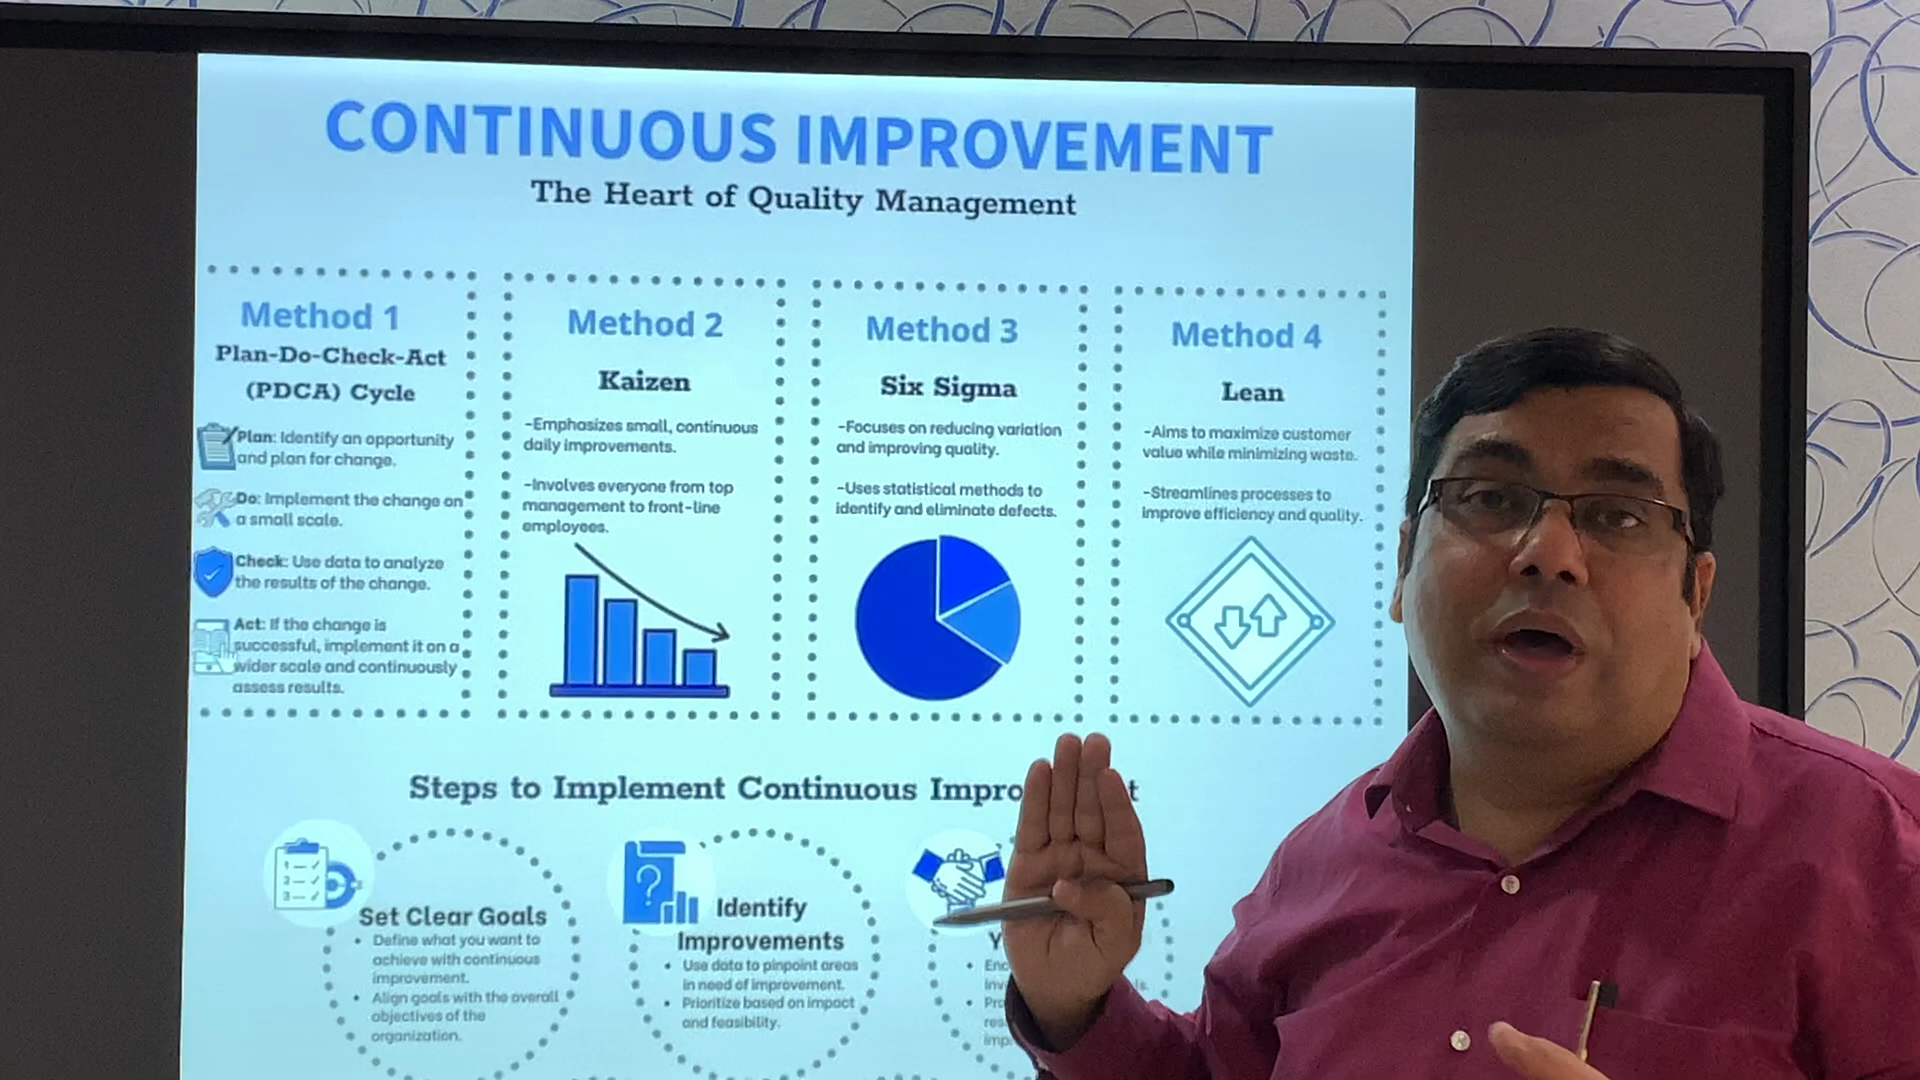 CONTINUOUS IMPROVEMENT
The Heart of Quality Management
Method 1
Plan-Do-Check-Act
(PDCA) Cycle
Plan: Identify an opportunity
and plan for change.
Do: Implement the change on
a small scale.
Check: Use data to analyze
the results of the change.
Act: If the change is
successful, implement it on a
wider scale and continuously
assess results.
Method 2
Kaizen
-Emphasizes small, continuous
daily improvements.
-Involves everyone from top
management to front-line
employees.
Method 3
Six Sigma
-Focuses on reducing variation
and improving quality.
-Uses statistical methods to
identify and eliminate defects.
Method 4
Lean
-Aims to maximize customer
value while minimizing waste.
-Streamlines processes to
improve efficiency and quality.
Steps to Implement Continuous
1
2
3
Set Clear Goals
• Define what you want to
achieve with continuous
improvement.
• Align goals with the overall
objectives of the
organization.
?
Identify
Improvements
• Use data to pinpoint areas
in need of improvement.
• Prioritize based on impact
and feasibility.